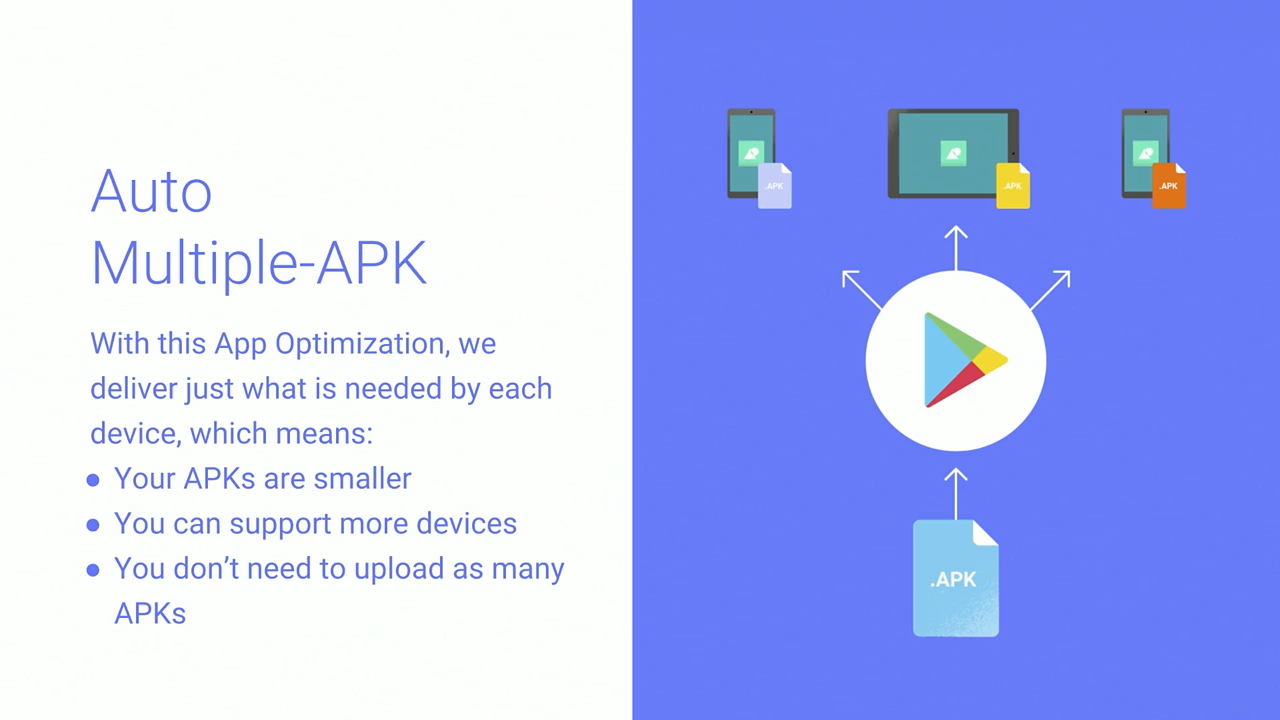 Auto
Multiple-APK
With this App Optimization, we
deliver just what is needed by each
device, which means:
● Your APKs are smaller
● You can support more devices
● You don’t need to upload as many
APKs
.APK
.APK
.APK
.APK